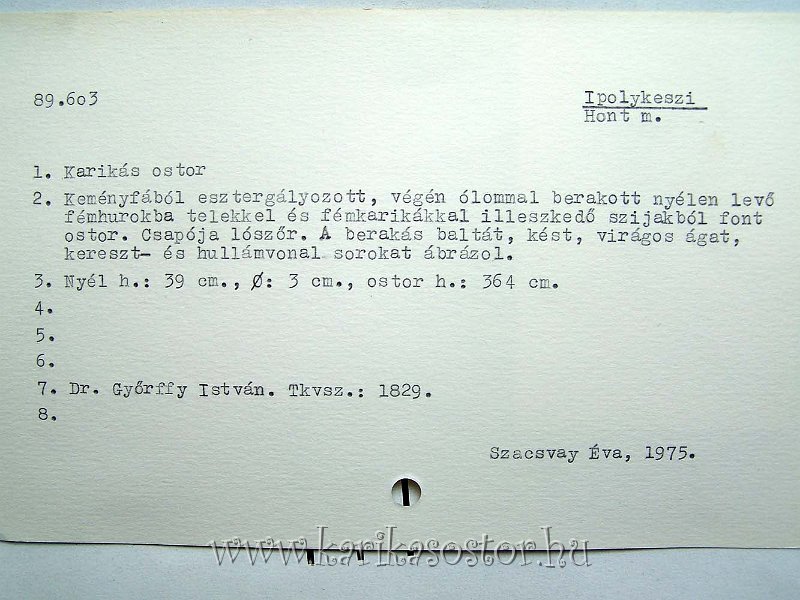 89.603
Ipolykeszi
Hont m.
1. Karikás ostor
2. Keményfából esztergályozott, végén ólommal berakott nyélen levő
fémhurokba telekkel és fémkarikákkal illeszkedő szijakból font
ostor. Csapója lószőr. A berakás baltát, kést, virágos ágat,
kereszt- és hullámvonal sorokat ábrázol.
3. Nyél h.: 39 cm., Ø: 3 cm., ostor h.: 364 cm.
4.
5.
6.
7. Dr. Győrffy István. Tkvsz.: 1829.
8.
Szacsvay Éva, 1975.
www.karikasostor.hu